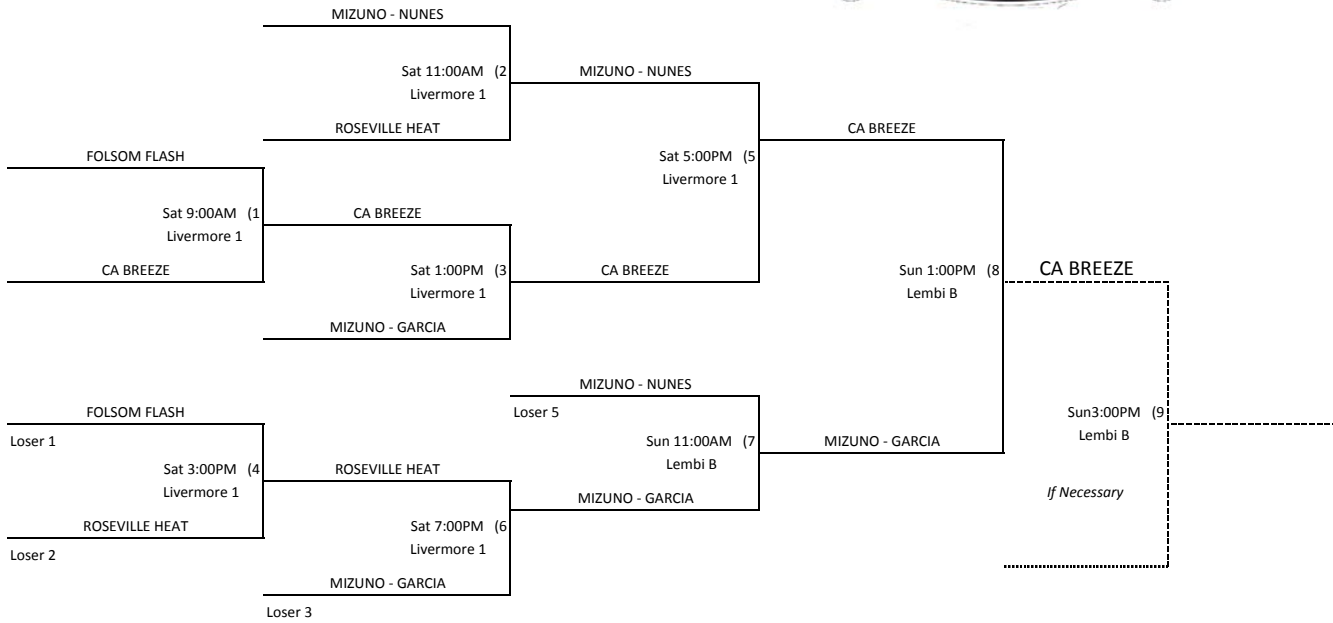 MIZUNO - NUNES
Sat 11:00AM (2
MIZUNO - NUNES
Livermore 1
ROSEVILLE HEAT
CA BREEZE
FOLSOM FLASH
Sat 5:00PM (5
Livermore 1
Sat 9:00AM (1
CA BREEZE
Livermore 1
CA BREEZE
Sat 1:00PM (3
CA BREEZE
Sun 1:00PM (8
CA BREEZE
Livermore 1
Lembi B
MIZUNO - GARCIA
MIZUNO - NUNES
FOLSOM FLASH
Loser 5
Sun3:00PM (9
Loser 1
Sun 11:00AM (7
MIZUNO - GARCIA
Lembi B
Sat 3:00PM (4
ROSEVILLE HEAT
Lembi B
Livermore 1
MIZUNO - GARCIA
If Necessary
ROSEVILLE HEAT
Sat 7:00PM (6
Loser 2
Livermore 1
MIZUNO - GARCIA
Loser 3